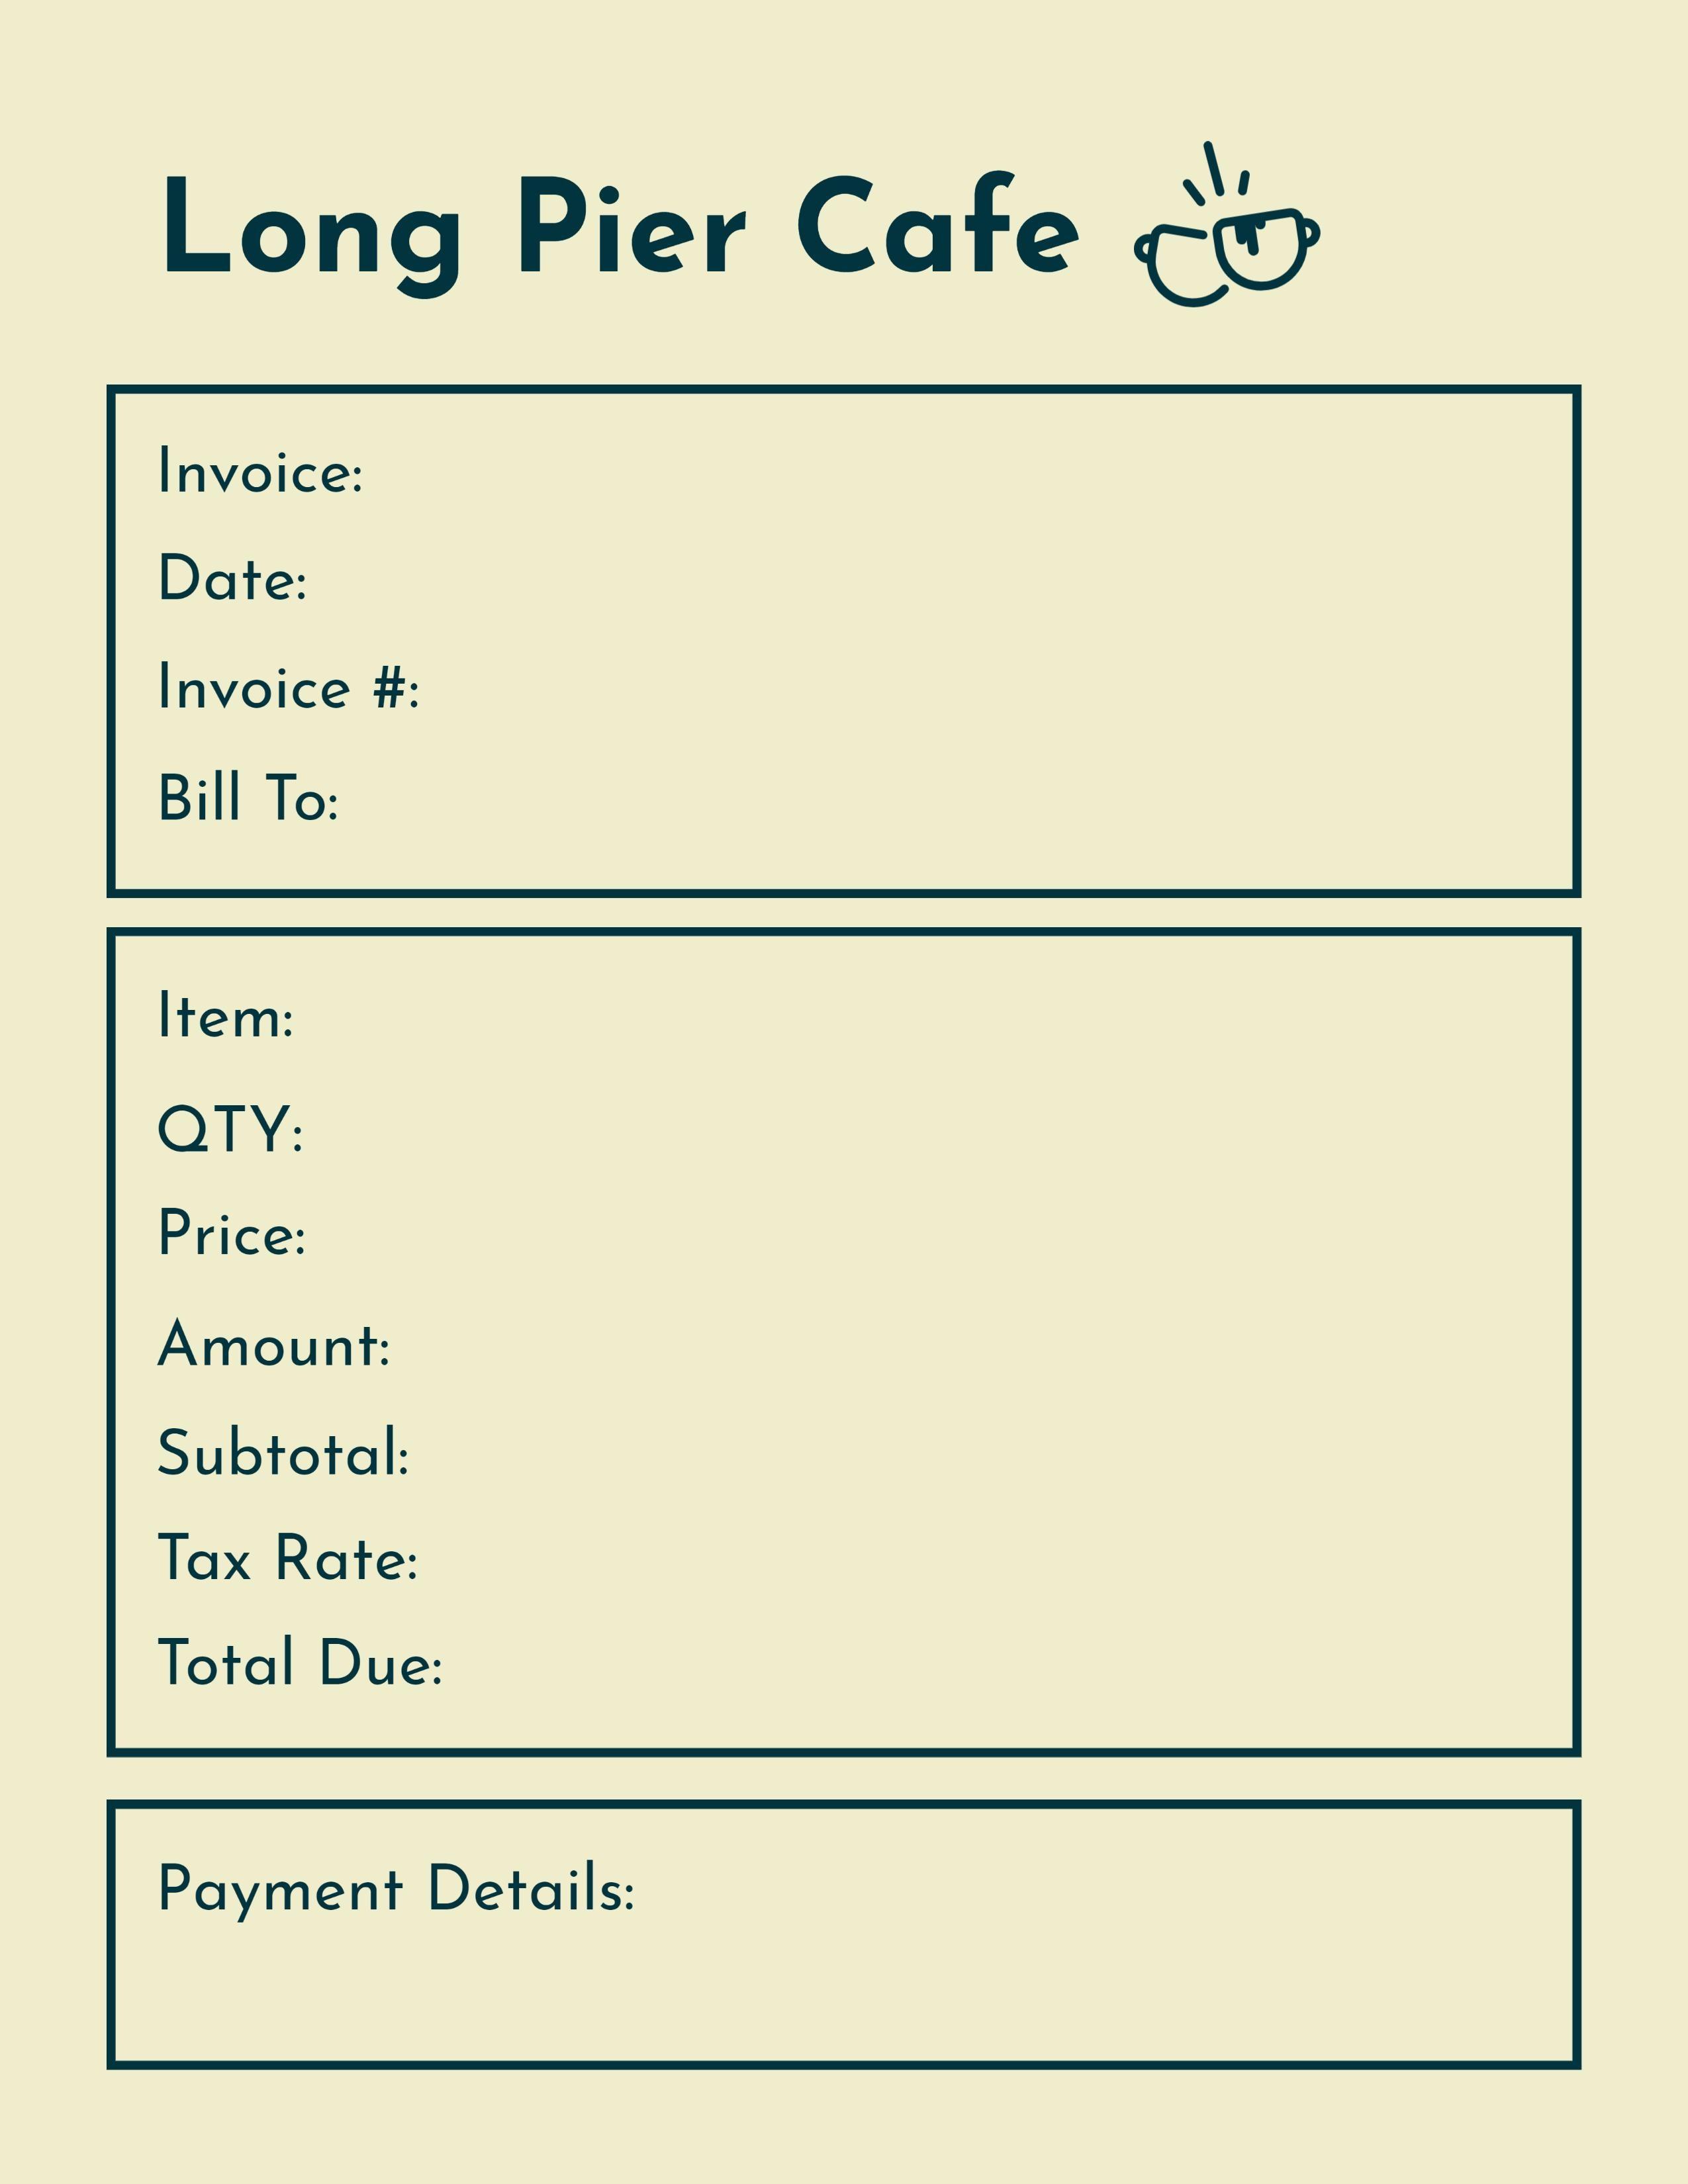 Long Pier Cafe
Invoice:
Date:
Invoice #:
Bill To:
Item:
QTY:
Price:
Amount:
Subtotal:
Tax Rate:
Total Due:
Payment Details: